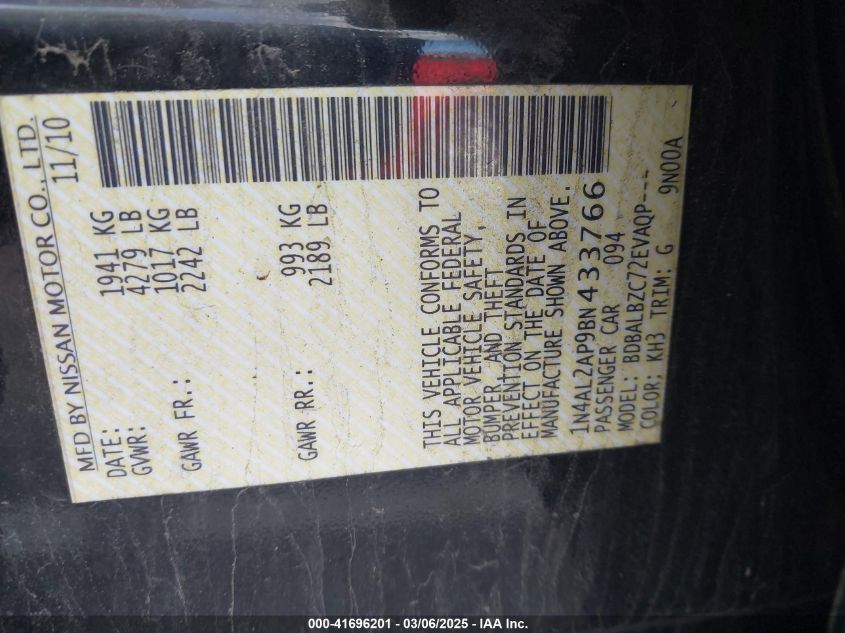 MFD BY NISSAN MOTOR CO., LTD.
DATE: 11/10
GVWR: 1941 KG
4279 LB
GAWR FR.: 1017 KG
2242 LB
GAWR RR.: 993 KG
2189 LB
THIS VEHICLE CONFORMS TO
ALL APPLICABLE FEDERAL
MOTOR VEHICLE SAFETY,
BUMPER, AND THEFT
PREVENTION STANDARDS IN
EFFECT ON THE DATE OF
MANUFACTURE SHOWN ABOVE.
1N4AL2AP9BN433766
PASSENGER CAR 094
MODEL: BDBALBZC72EVAQP---
COLOR: KH3 TRIM: G 9N00A
000-41696201 - 03/06/2025 - IAA Inc.